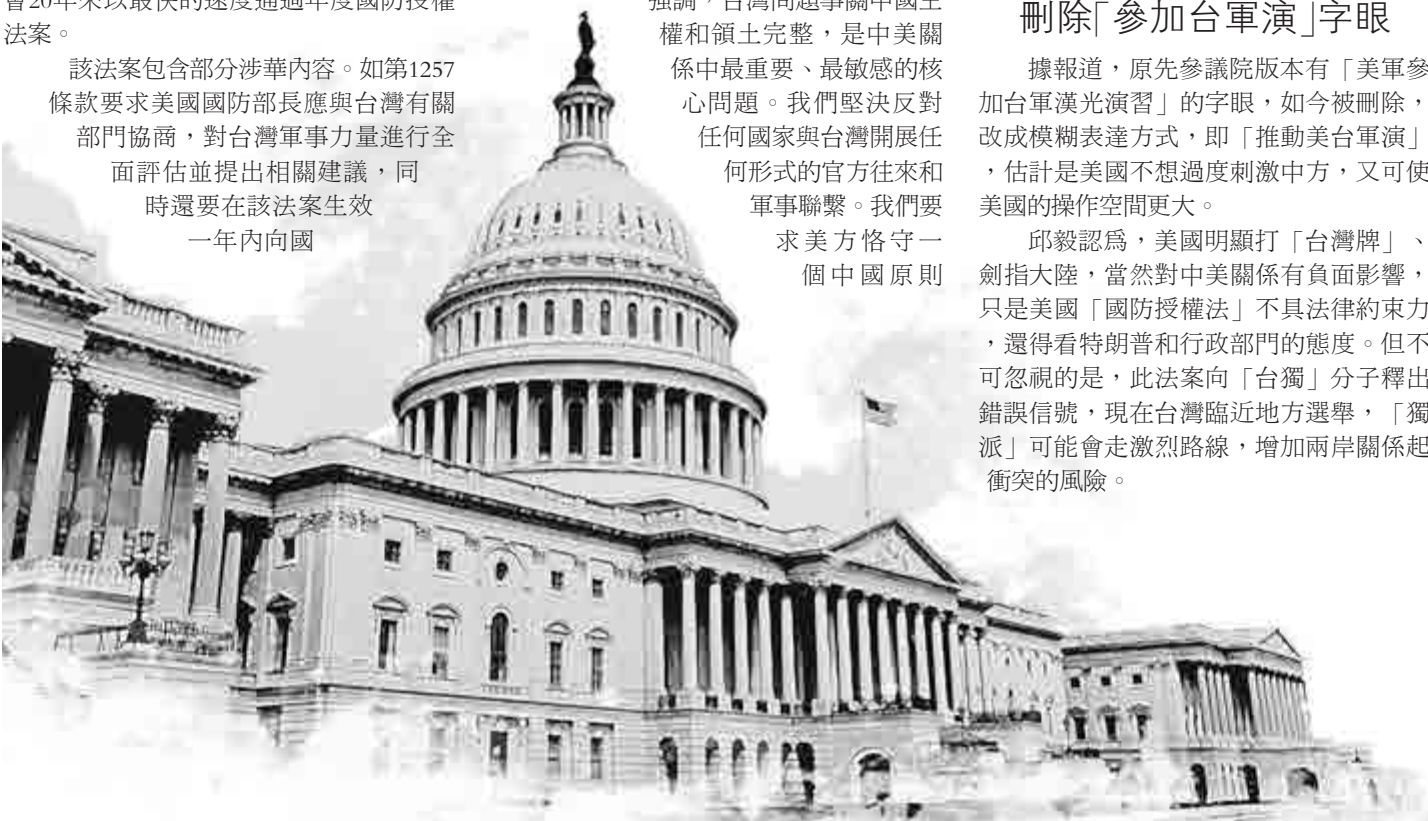 會20年來以最快的速度通過年度國防授權
法案。
該法案包含部分涉華內容。如第1257
條款要求美國國防部長應與台灣有關
部門協商，對台灣軍事力量進行全
面評估並提出相關建議，同
時還要在該法案生效
一年內向國
強調，台灣問題事關中國主
權和領土完整，是中美關
係中最重要、最敏感的核
心問題。我們堅決反對
任何國家與台灣開展任
何形式的官方往來和
軍事聯繫。我們要
求美方恪守一
個中國原則
刪除「參加台軍演」字眼
據報道，原先參議院版本有「美軍參
加台軍漢光演習」的字眼，如今被刪除，
改成模糊表達方式，即「推動美台軍演」
，估計是美國不想過度刺激中方，又可使
美國的操作空間更大。
邱毅認爲，美國明顯打「台灣牌」、
劍指大陸，當然對中美關係有負面影響，
只是美國「國防授權法」不具法律約束力
，還得看特朗普和行政部門的態度。但不
可忽視的是，此法案向「台獨」分子釋出
錯誤信號，現在台灣臨近地方選舉，「獨
派」可能會走激烈路線，增加兩岸關係起
衝突的風險。